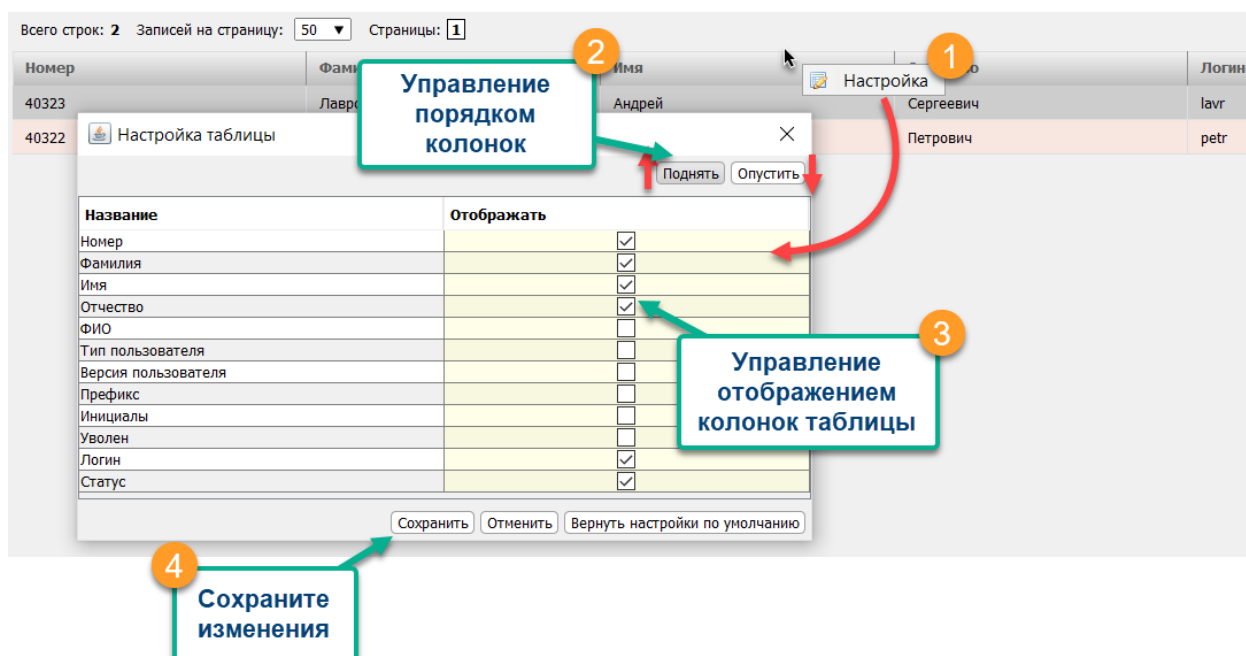 Всего строк: 2 Записей на страницу: 50 ▼ Страницы: 1
2
1
Номер
Имя
Логин
Настройка
40323
Андрей
Сергеевич
lavr
Управление
порядком
колонок
40322
Настройка таблицы
Петрович
petr
Поднять Опустить
Название Отображать
Номер
Фамилия
Имя
Отчество
ФИО
Тип пользователя
Версия пользователя
Префикс
Инициалы
Уволен
Логин
Статус
3
Управление
отображением
колонок таблицы
Сохранить Отменить Вернуть настройки по умолчанию
4
Сохраните
изменения